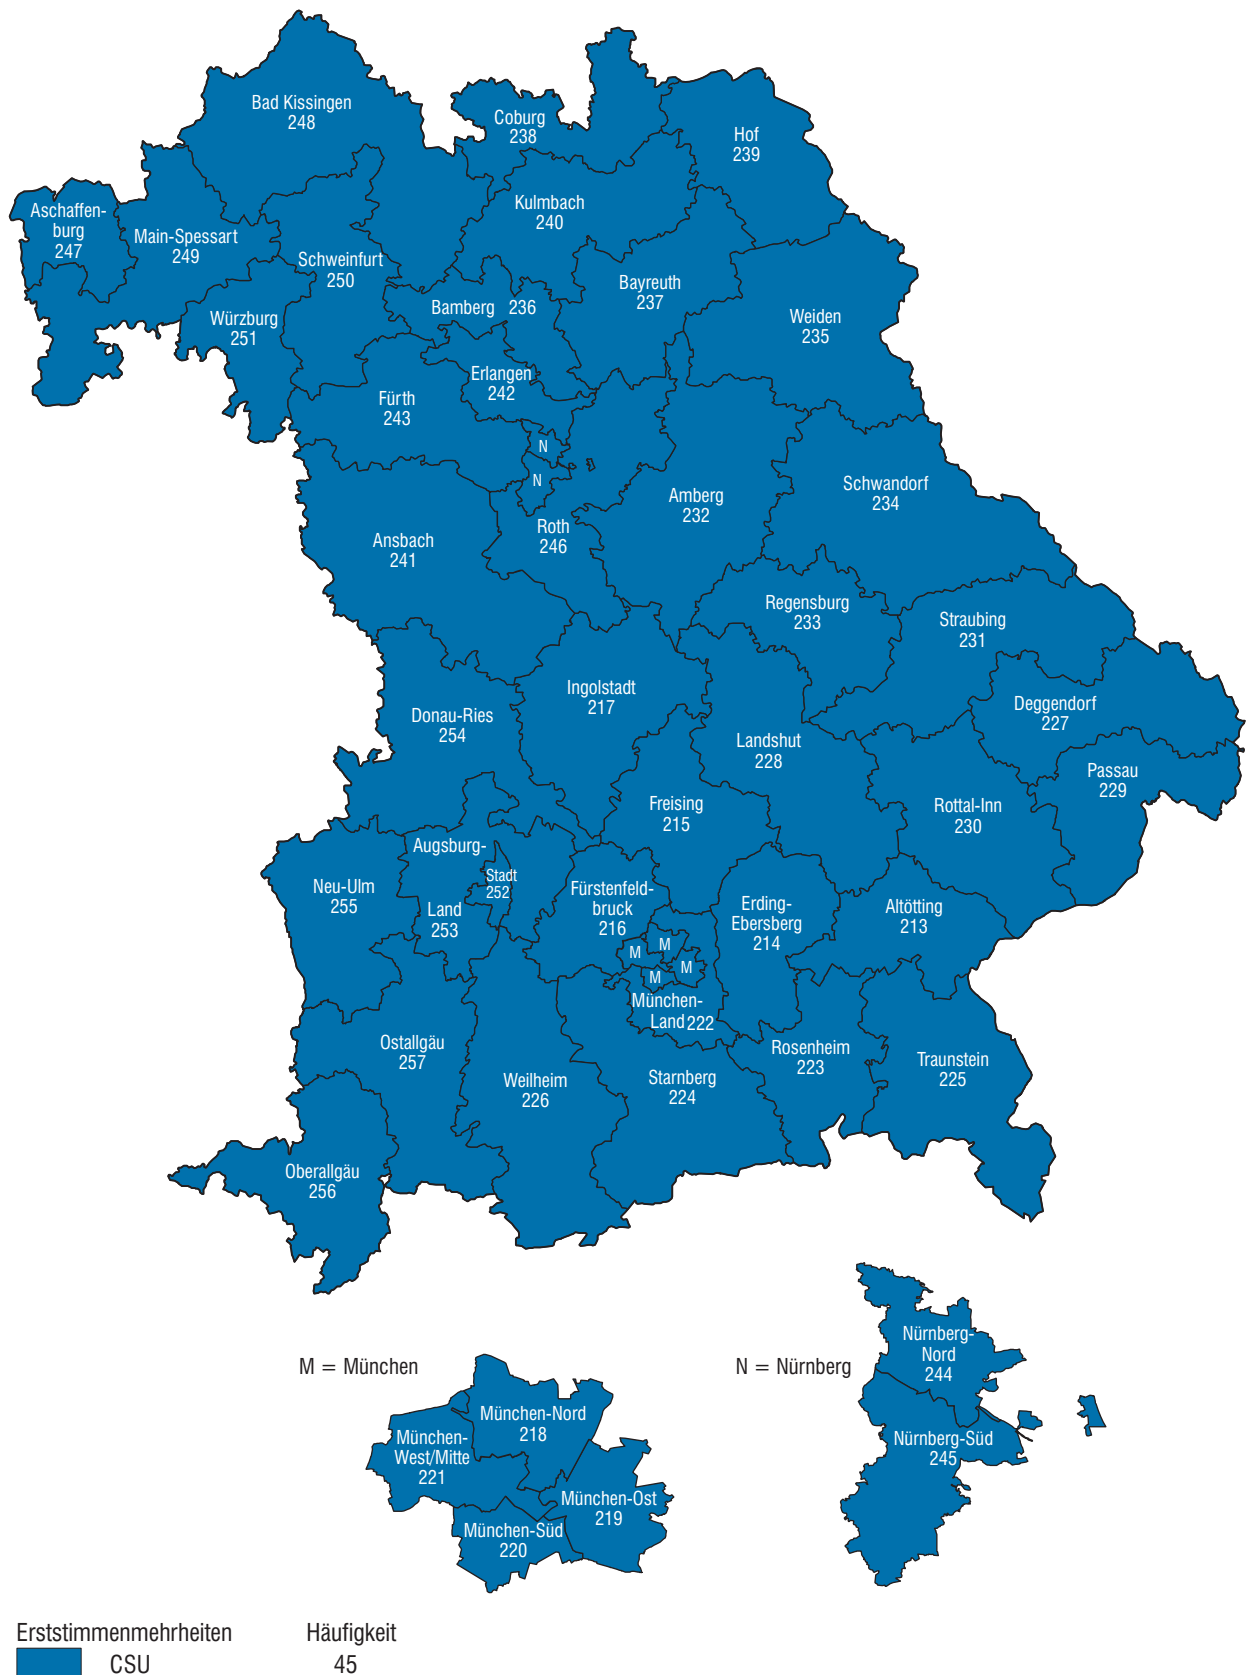 Bad Kissingen
248
Coburg
238
Hof
239
Aschaffen-
burg
247
Main-Spessart
249
Kulmbach
240
Schweinfurt
250
Bayreuth
237
Bamberg 236
Würzburg
251
Weiden
235
Erlangen
242
Fürth
243
N
N
Schwandorf
234
Amberg
232
Roth
246
Ansbach
241
Regensburg
233
Straubing
231
Ingolstadt
217
Deggendorf
227
Donau-Ries
254
Landshut
228
Passau
229
Freising
215
Rottal-Inn
230
Augsburg-
Stadt
252
Land
253
Neu-Ulm
255
Fürstenfeld-
bruck
216
Erding-
Ebersberg
214
Altötting
213
M
M
M
M
München-
Land 222
Ostallgäu
257
Rosenheim
223
Traunstein
225
Weilheim
226
Starnberg
224
Oberallgäu
256
M = München
N = Nürnberg
Nürnberg-
Nord
244
Nürnberg-Süd
245
München-Nord
218
München-
West/Mitte
221
München-Ost
219
München-Süd
220
Erststimmenmehrheiten Häufigkeit
CSU 45